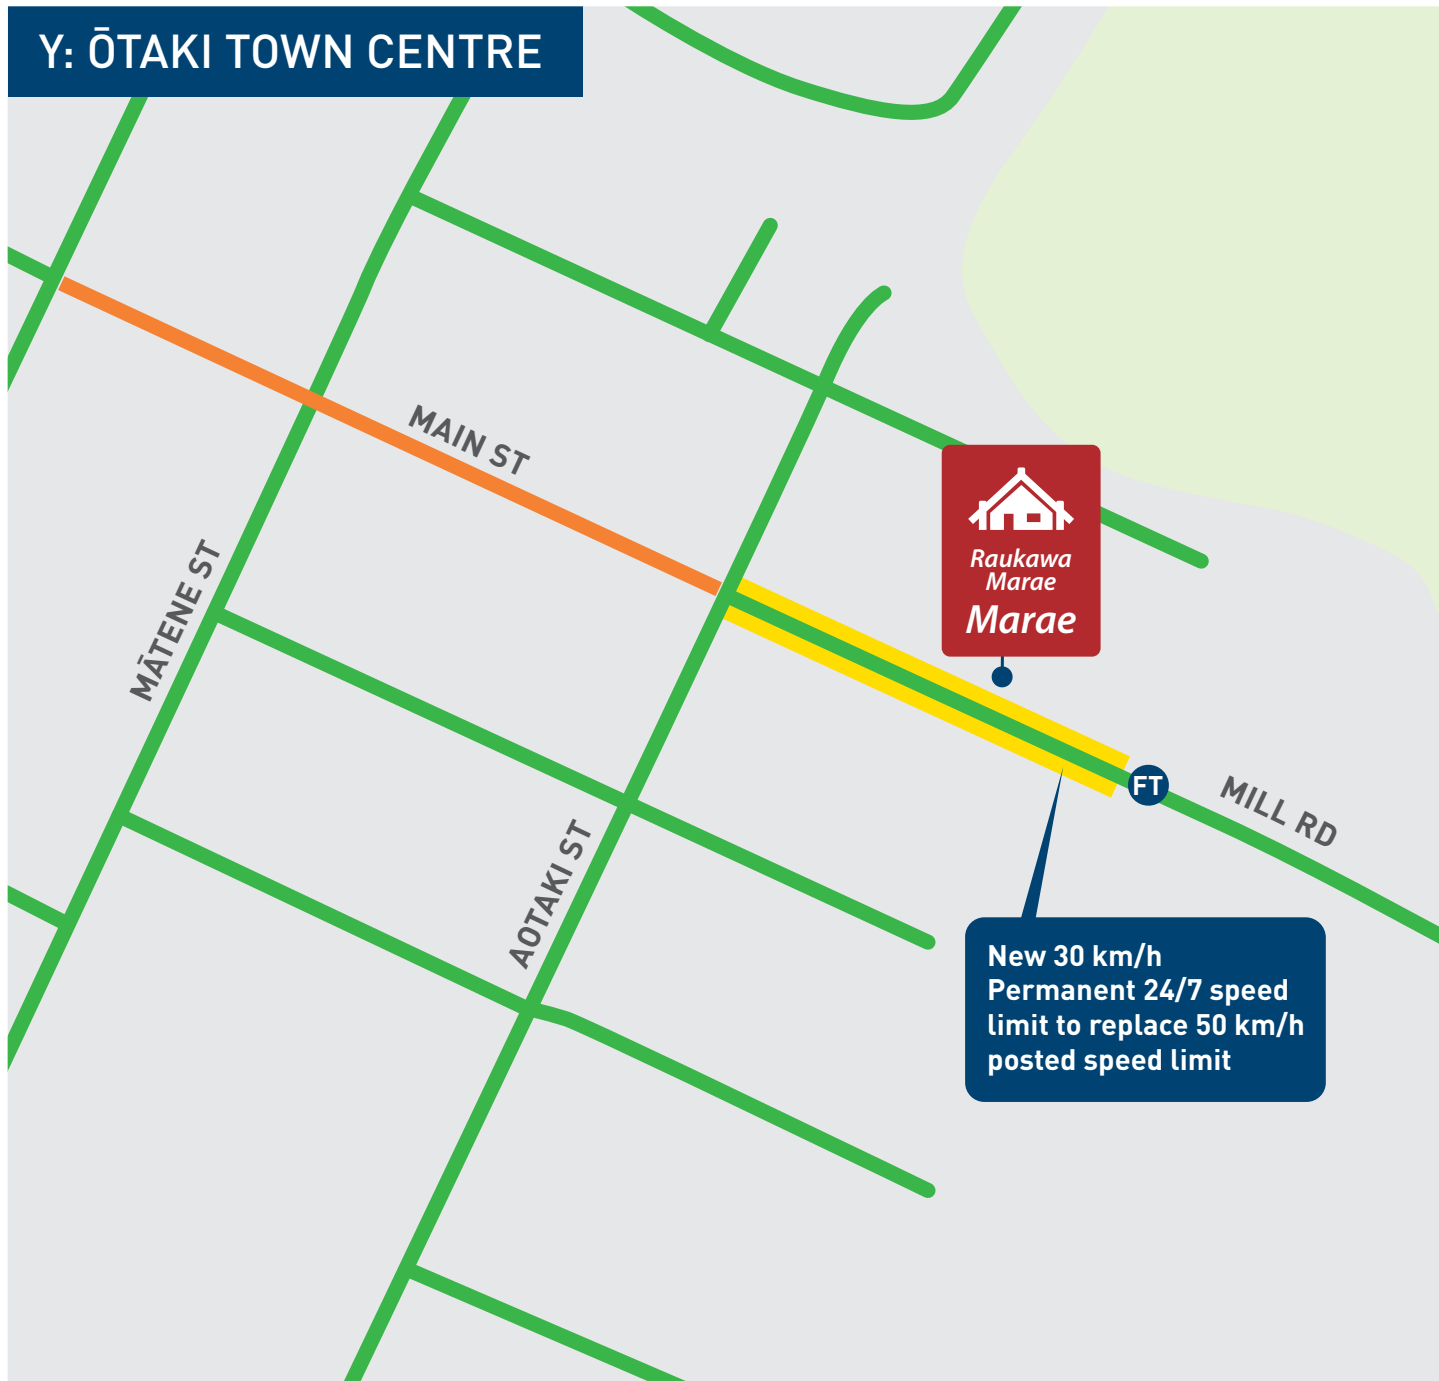 Y: ŌTAKI TOWN CENTRE
MAIN ST
MĀTENE ST
Raukawa
Marae
Marae
FT
MILL RD
AOTAKI ST
New 30 km/h
Permanent 24/7 speed
limit to replace 50 km/h
posted speed limit